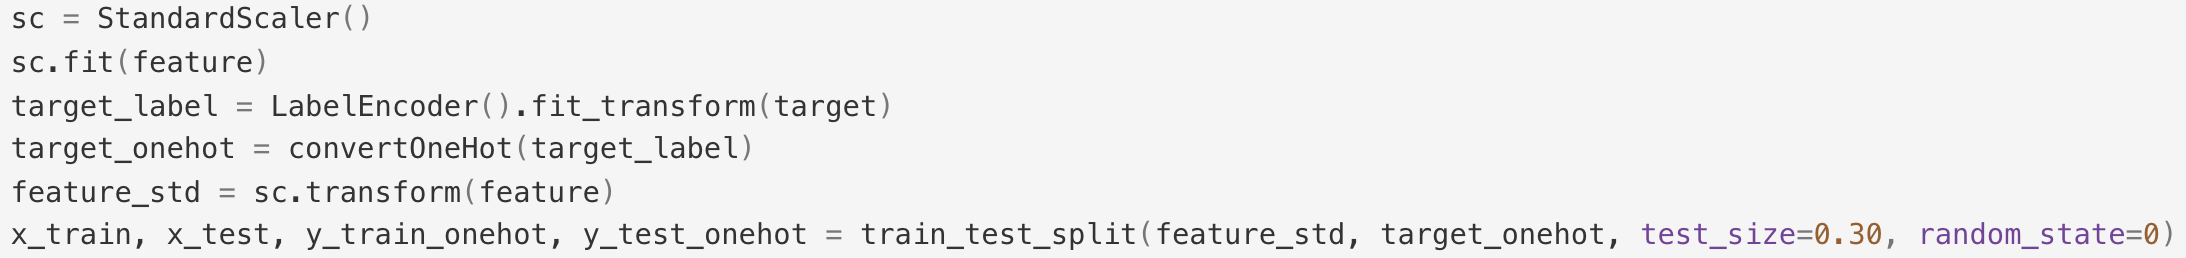 sc = StandardScaler()
sc.fit(feature)
target_label = LabelEncoder().fit_transform(target)
target_onehot = convertOneHot(target_label)
feature_std = sc.transform(feature)
x_train, x_test, y_train_onehot, y_test_onehot = train_test_split(feature_std, target_onehot, test_size=0.30, random_state=0)